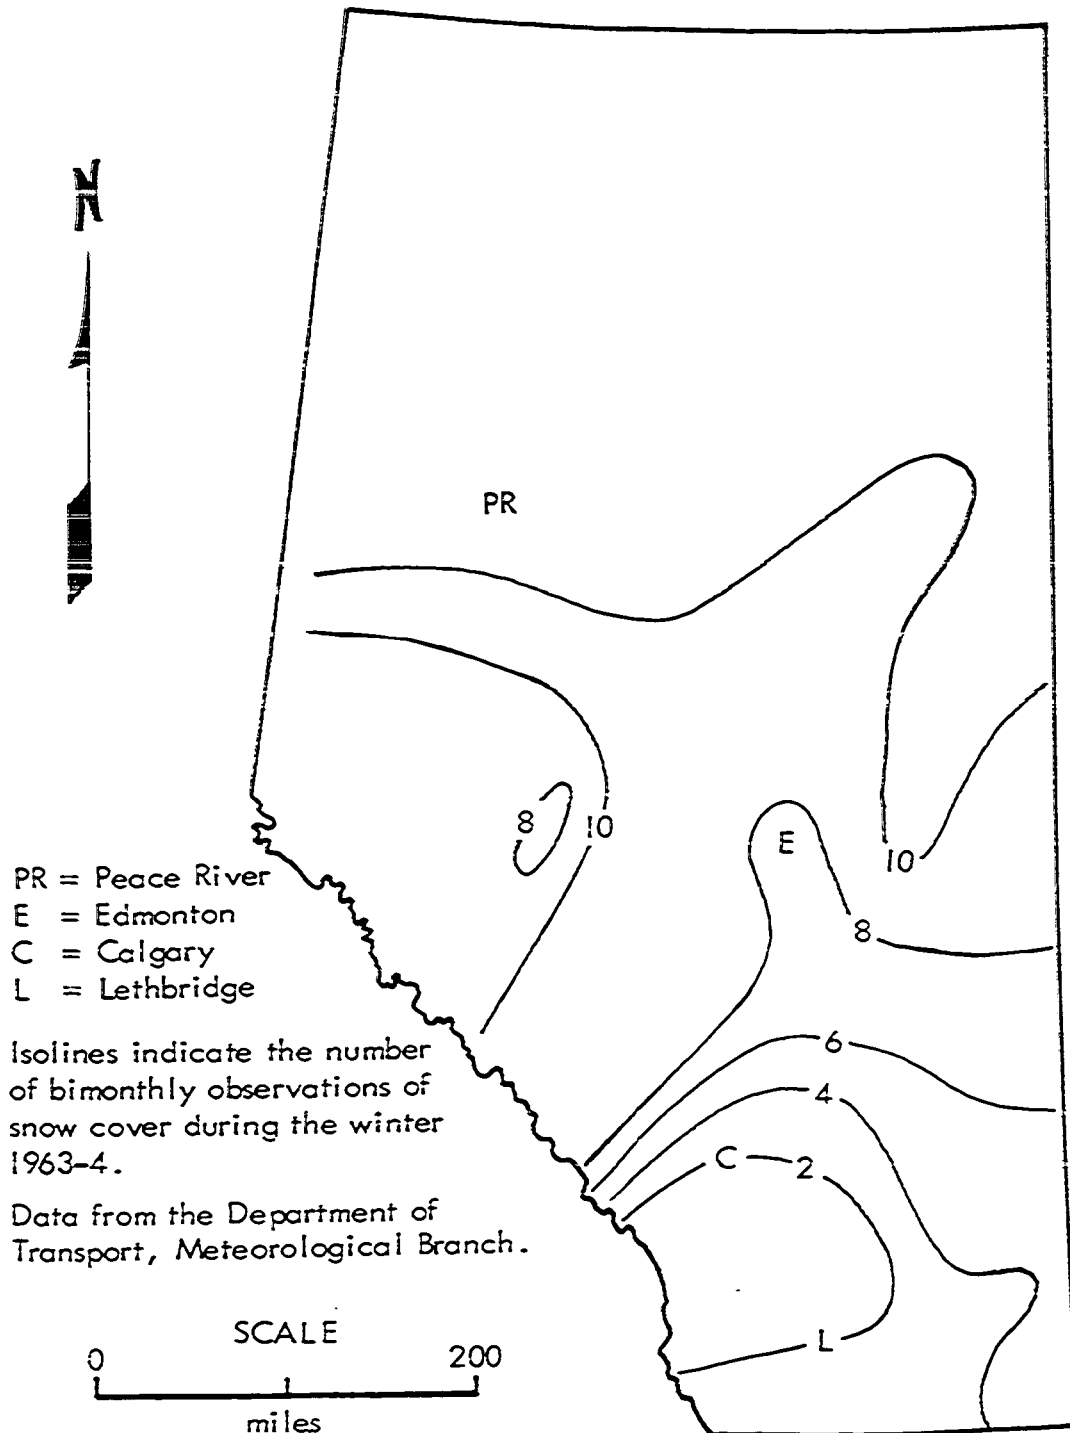 N
PR
8
10
E
10
8
PR = Peace River
E = Edmonton
C = Calgary
L = Lethbridge
Isolines indicate the number
of bimonthly observations of
snow cover during the winter
1963-4.
6
4
C
2
Data from the Department of
Transport, Meteorological Branch.
L
SCALE
0 200
miles